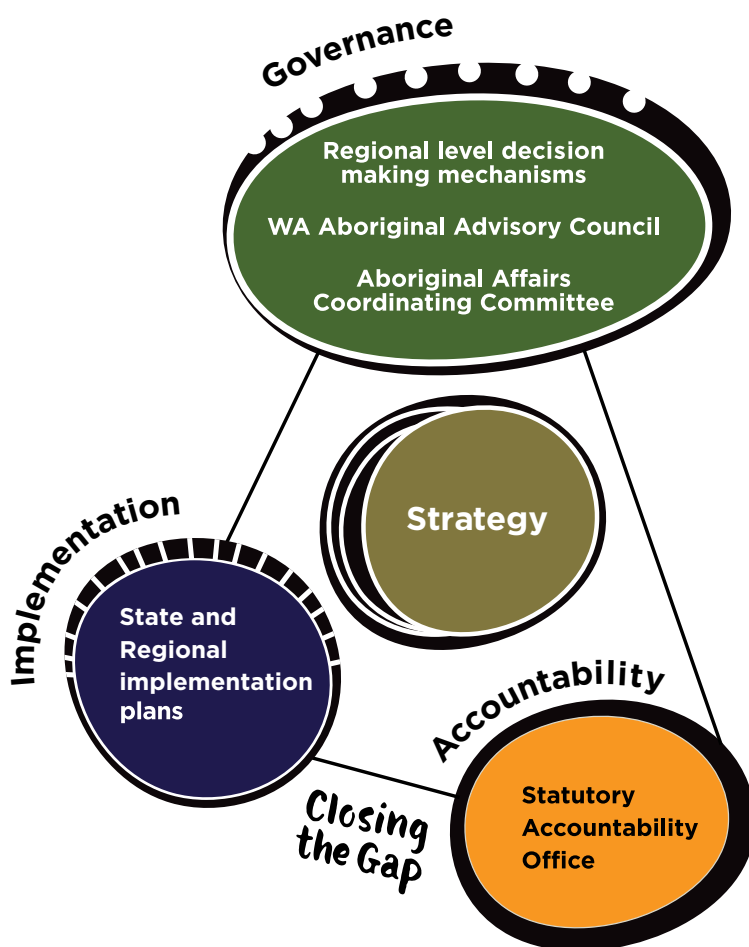 Governance
Regional level decision
making mechanisms
WA Aboriginal Advisory Council
Aboriginal Affairs
Coordinating Committee
Strategy
Implementation
State and
Regional
implementation
plans
Accountability
Statutory
Accountability
Office
Closing
the Gap